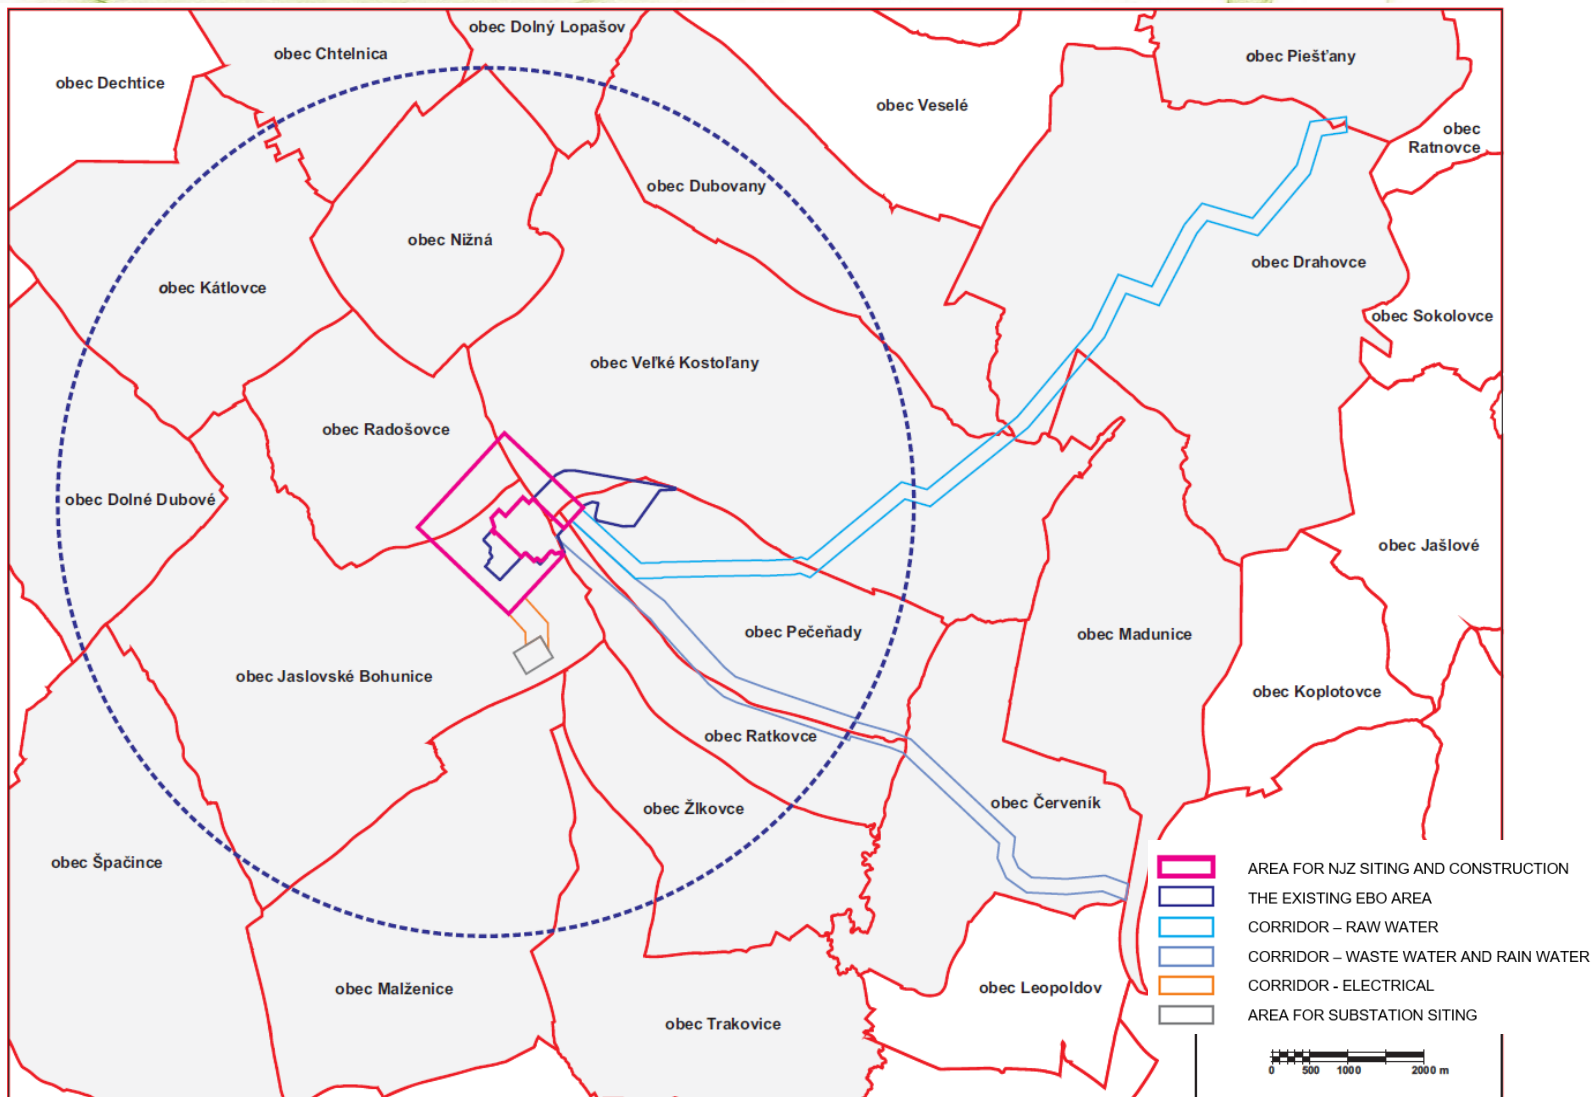 obec Dolný Lopašov
obec Chtelnica
obec Piešťany
obec Dechtice
obec Veselé
obec
Ratnovce
obec Dubovany
obec Nižná
obec Drahovce
obec Kátlovce
obec Sokolovce
obec Veľké Kostoľany
obec Radošovce
obec Dolné Dubové
obec Jašlové
obec Pečeňady
obec Madunice
obec Jaslovské Bohunice
obec Koplotovce
obec Ratkovce
obec Červeník
obec Žlkovce
obec Špačince
obec Malženice
obec Leopoldov
obec Trakovice
AREA FOR NJZ SITING AND CONSTRUCTION
THE EXISTING EBO AREA
CORRIDOR – RAW WATER
CORRIDOR – WASTE WATER AND RAIN WATER
CORRIDOR - ELECTRICAL
AREA FOR SUBSTATION SITING
0 500 1000 2000 m